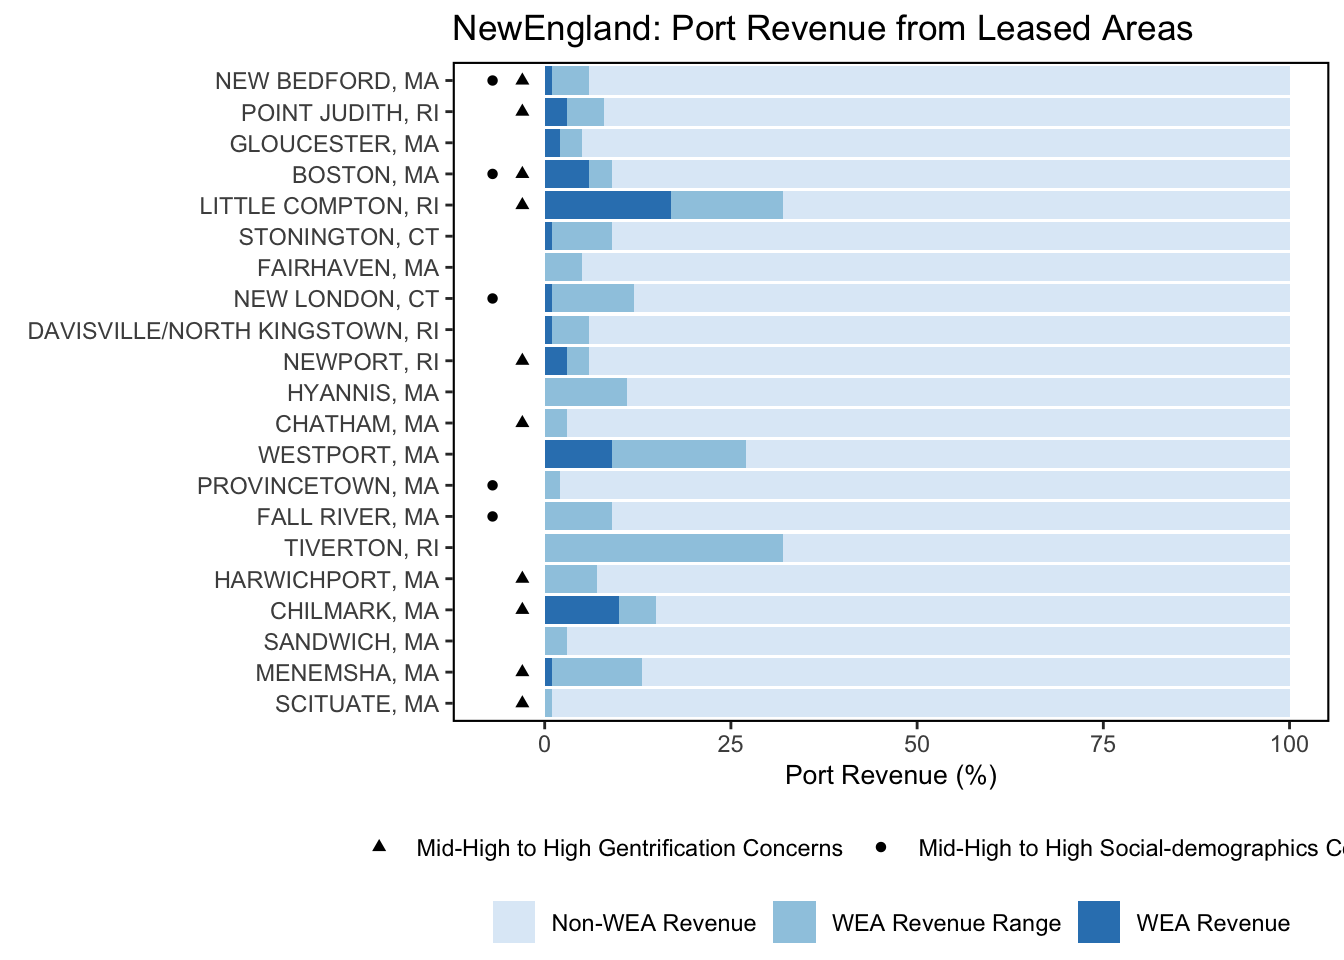 NewEngland: Port Revenue from Leased Areas
NEW BEDFORD, MA
POINT JUDITH, RI
GLOUCESTER, MA
BOSTON, MA
LITTLE COMPTON, RI
STONINGTON, CT
FAIRHAVEN, MA
NEW LONDON, CT
DAVISVILLE/NORTH KINGSTOWN, RI
NEWPORT, RI
HYANNIS, MA
CHATHAM, MA
WESTPORT, MA
PROVINCETOWN, MA
FALL RIVER, MA
TIVERTON, RI
HARWICHPORT, MA
CHILMARK, MA
SANDWICH, MA
MENEMSHA, MA
SCITUATE, MA
0 25 50 75 100
Port Revenue (%)
Mid-High to High Gentrification Concerns Mid-High to High Social-demographics
Non-WEA Revenue WEA Revenue Range WEA Revenue